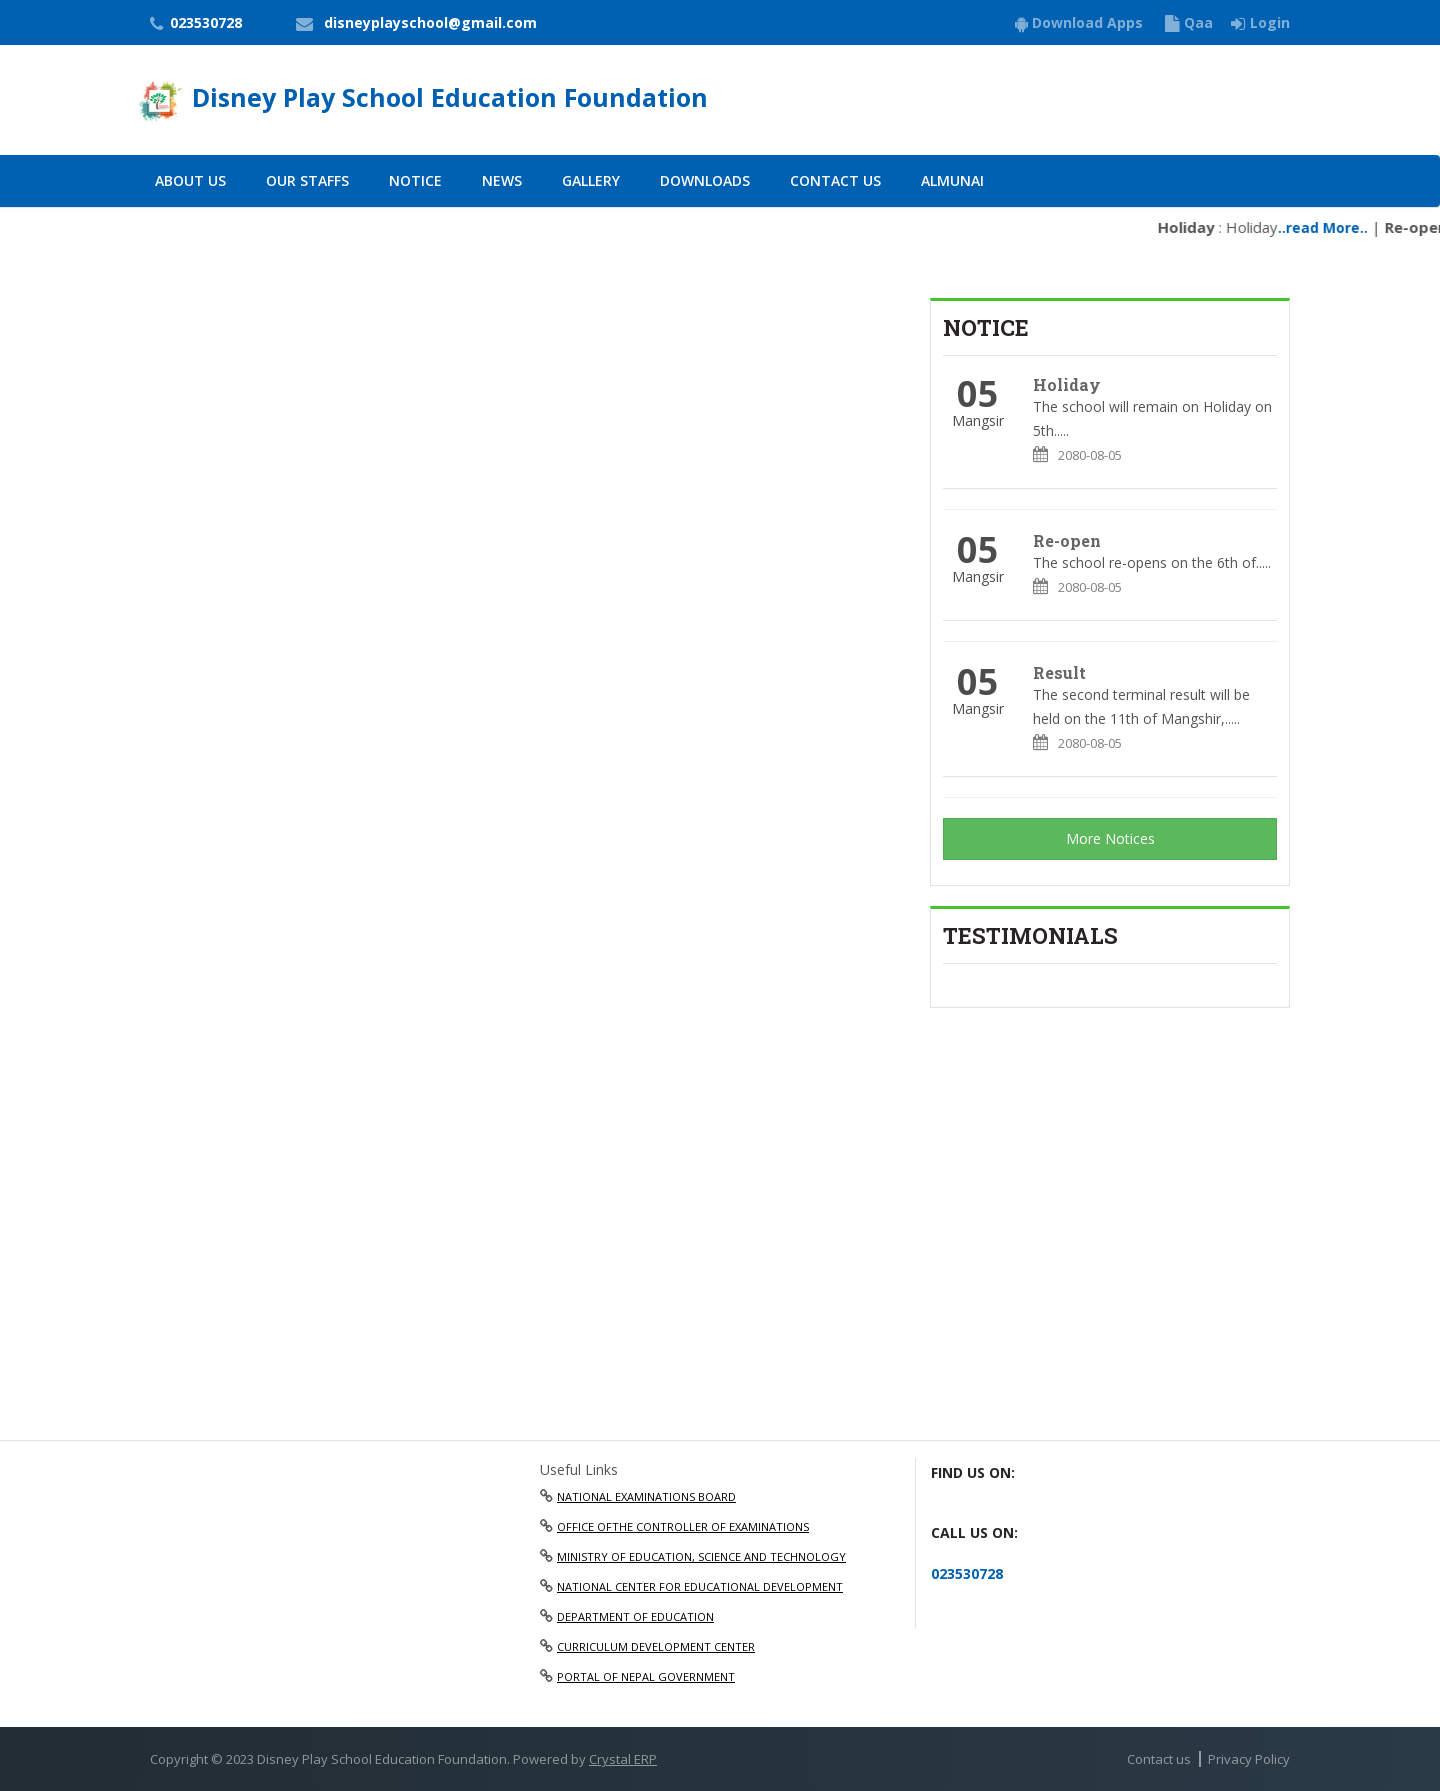 023530728 disneyplayschool@gmail.com Download Apps Qaa Login
Disney Play School Education Foundation
ABOUT US OUR STAFFS NOTICE NEWS GALLERY DOWNLOADS CONTACT US ALMUNAI
Holiday : Holiday..read More.. | Re-open
NOTICE
05
Mangsir
Holiday
The school will remain on Holiday on
5th.....
2080-08-05
05
Mangsir
Re-open
The school re-opens on the 6th of.....
2080-08-05
05
Mangsir
Result
The second terminal result will be
held on the 11th of Mangshir,.....
2080-08-05
More Notices
TESTIMONIALS
Useful Links
NATIONAL EXAMINATIONS BOARD
OFFICE OFTHE CONTROLLER OF EXAMINATIONS
MINISTRY OF EDUCATION, SCIENCE AND TECHNOLOGY
NATIONAL CENTER FOR EDUCATIONAL DEVELOPMENT
DEPARTMENT OF EDUCATION
CURRICULUM DEVELOPMENT CENTER
PORTAL OF NEPAL GOVERNMENT
FIND US ON:
CALL US ON:
023530728
Copyright © 2023 Disney Play School Education Foundation. Powered by Crystal ERP
Contact us | Privacy Policy